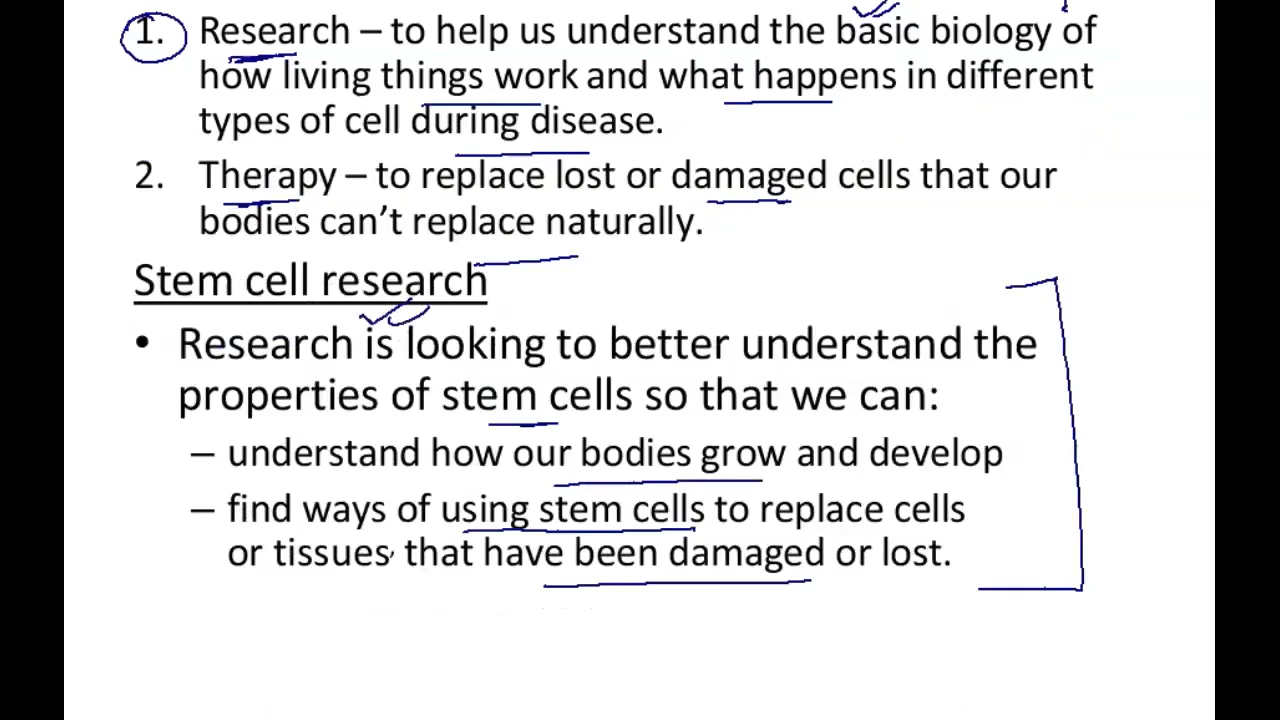 1. Research – to help us understand the basic biology of
how living things work and what happens in different
types of cell during disease.
2. Therapy – to replace lost or damaged cells that our
bodies can't replace naturally.
Stem cell research
• Research is looking to better understand the
properties of stem cells so that we can:
– understand how our bodies grow and develop
– find ways of using stem cells to replace cells
or tissues that have been damaged or lost.